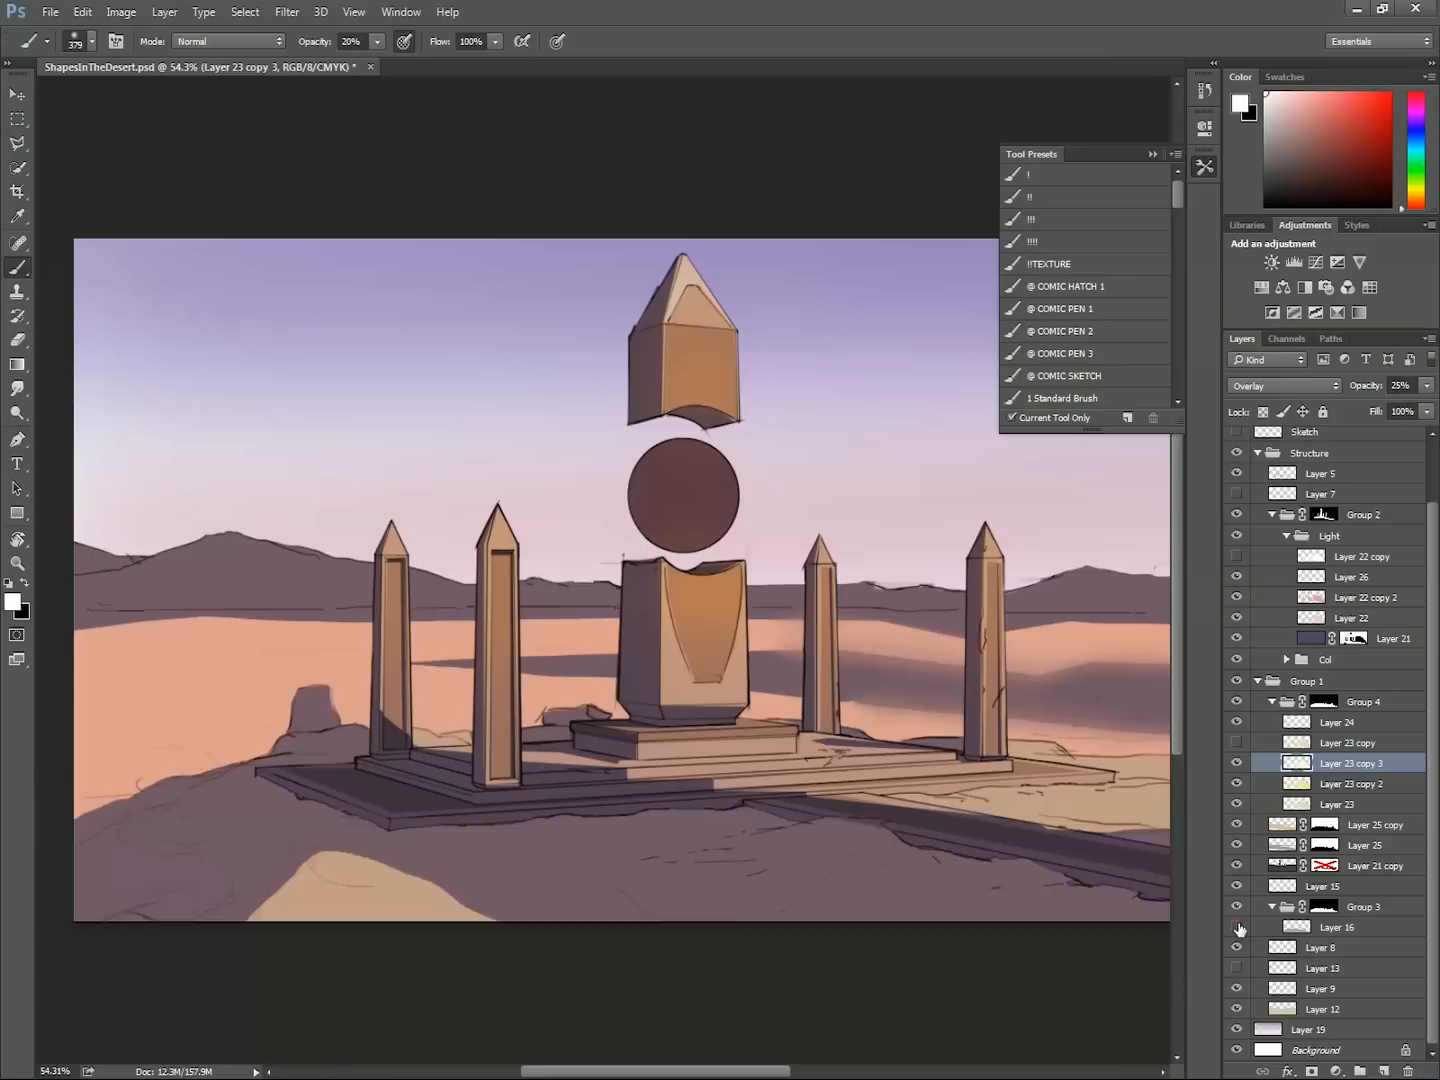 Ps File Edit Image Layer Type Select Filter 3D View Window Help
379 Mode: Normal Opacity: 20% Flow: 100% Essentials
ShapesInTheDesert.psd @ 54.3% (Layer 23 copy 3, RGB/8/CMYK) * ×
Color Swatches
Tool Presets
!
!!
!!!
!!!!
!!TEXTURE
@ COMIC HATCH 1
@ COMIC PEN 1
@ COMIC PEN 2
@ COMIC PEN 3
@ COMIC SKETCH
1 Standard Brush
Current Tool Only
Libraries Adjustments Styles
Add an adjustment
Layers Channels Paths
Kind
Overlay Opacity: 25%
Lock: Fill: 100%
Sketch
Structure
Layer 5
Layer 7
Group 2
Light
Layer 22 copy
Layer 26
Layer 22 copy 2
Layer 22
Layer 21
Col
Group 1
Group 4
Layer 24
Layer 23 copy
Layer 23 copy 3
Layer 23 copy 2
Layer 23
Layer 25 copy
Layer 25
Layer 21 copy
Layer 15
Group 3
Layer 16
Layer 8
Layer 13
Layer 9
Layer 12
Layer 19
Background
fx
54.31% Doc: 12.3M/157.9M